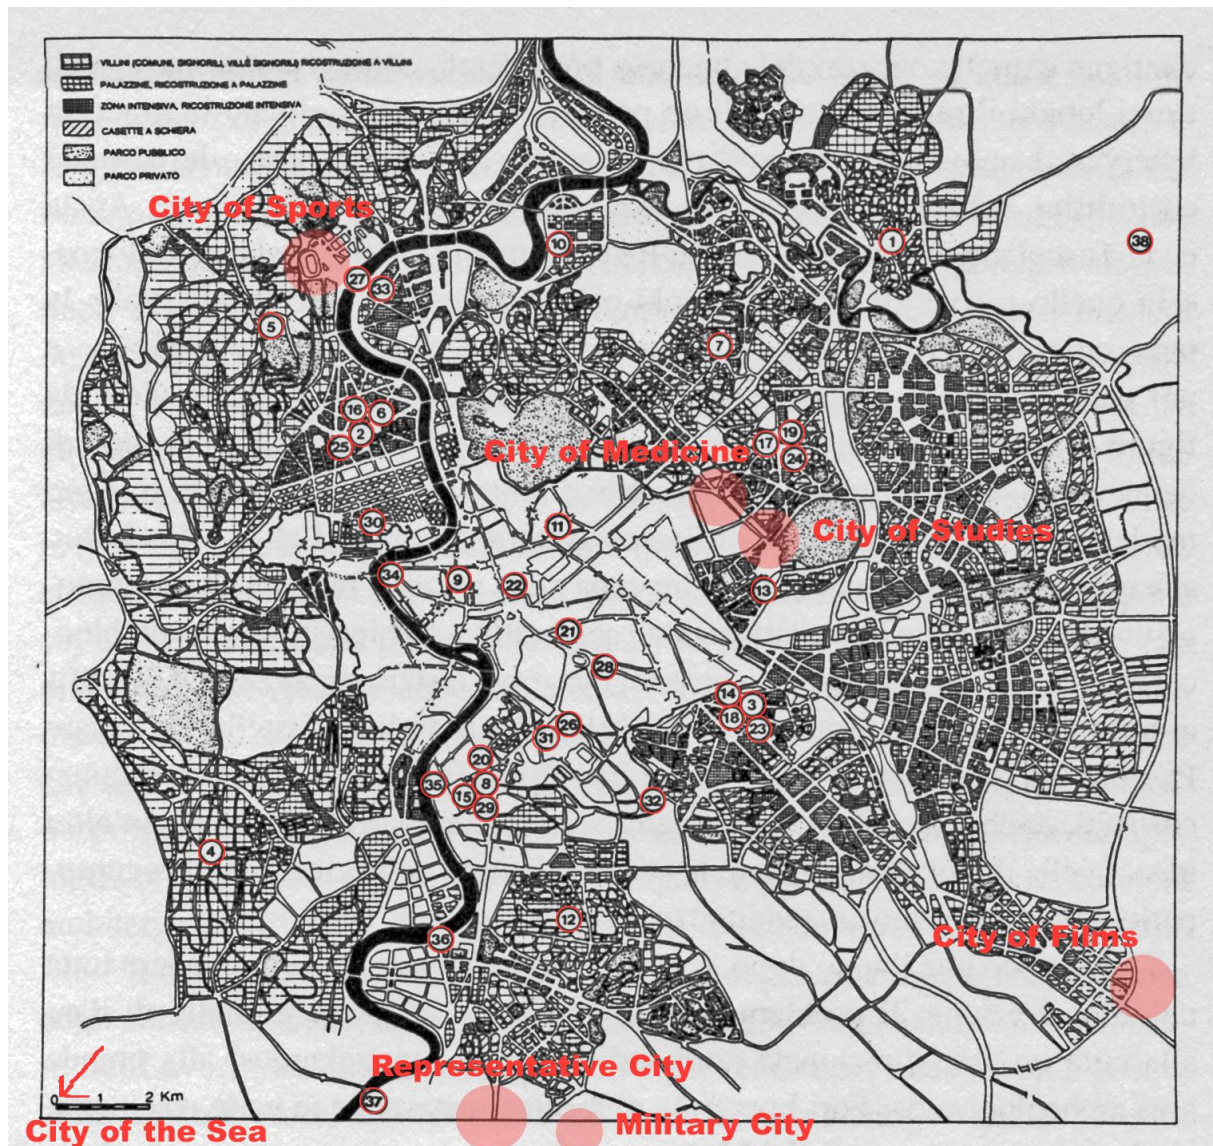 VILLINI (COMUNI, SIGNORILI, VILLE SIGNORILI) RICOSTRUZIONE A VILLINI
PALAZZINE, RICOSTRUZIONE A PALAZZINE
ZONA INTENSIVA, RICOSTRUZIONE INTENSIVA
CASETTE A SCHIERA
PARCO PUBBLICO
PARCO PRIVATO
City of Sports
10
1
38
27
33
5
7
16
6
2
25
19
17
24
City of Medicine
30
11
City of Studies
34
9
22
13
21
28
14
3
18
23
26
31
20
35
8
15
29
32
4
12
36
City of Films
Representative City
0 1 2 Km
37
City of the Sea
Military City